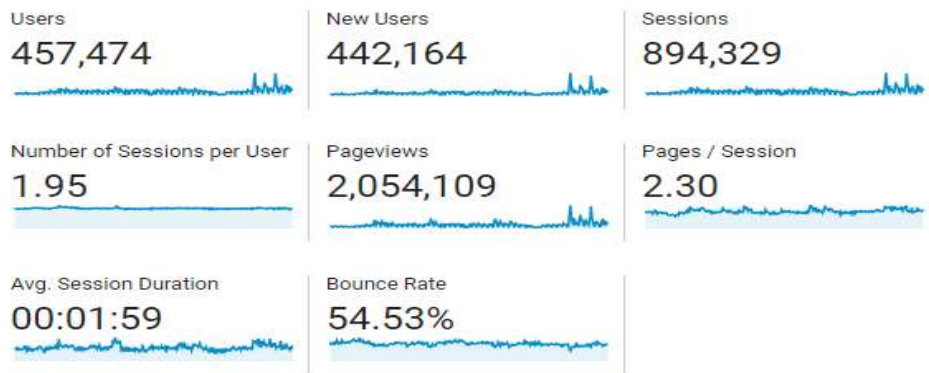 Users
457,474
New Users
442,164
Sessions
894,329
Number of Sessions per User
1.95
Pageviews
2,054,109
Pages / Session
2.30
Avg. Session Duration
00:01:59
Bounce Rate
54.53%